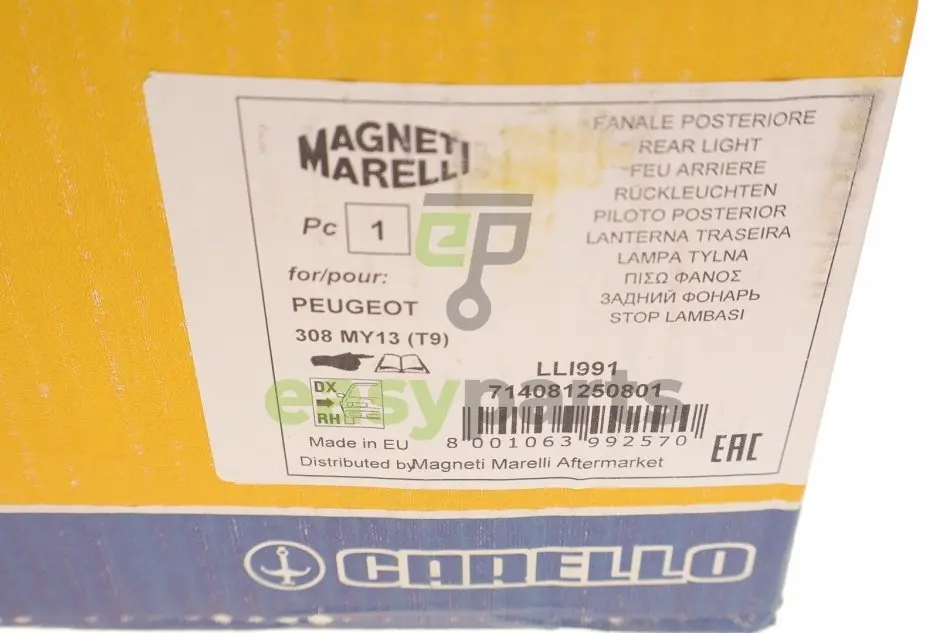 MAGNETI
MARELLI
Pc 1
for/pour:
PEUGEOT
308 MY13 (T9)
DX
RH
Made in EU
Distributed by Magneti Marelli Aftermarket
FANALE POSTERIORE
REAR LIGHT
FEU ARRIERE
RÜCKLEUCHTEN
PILOTO POSTERIOR
LANTERNA TRASEIRA
LAMPA TYLNA
ΠΙΣΩ ΦΑΝΟΣ
ЗАДНИЙ ФОНАРЬ
STOP LAMBASI
LLI991
714081250801
8 001063 992570
EAC
ep
easyparts
CARELLO